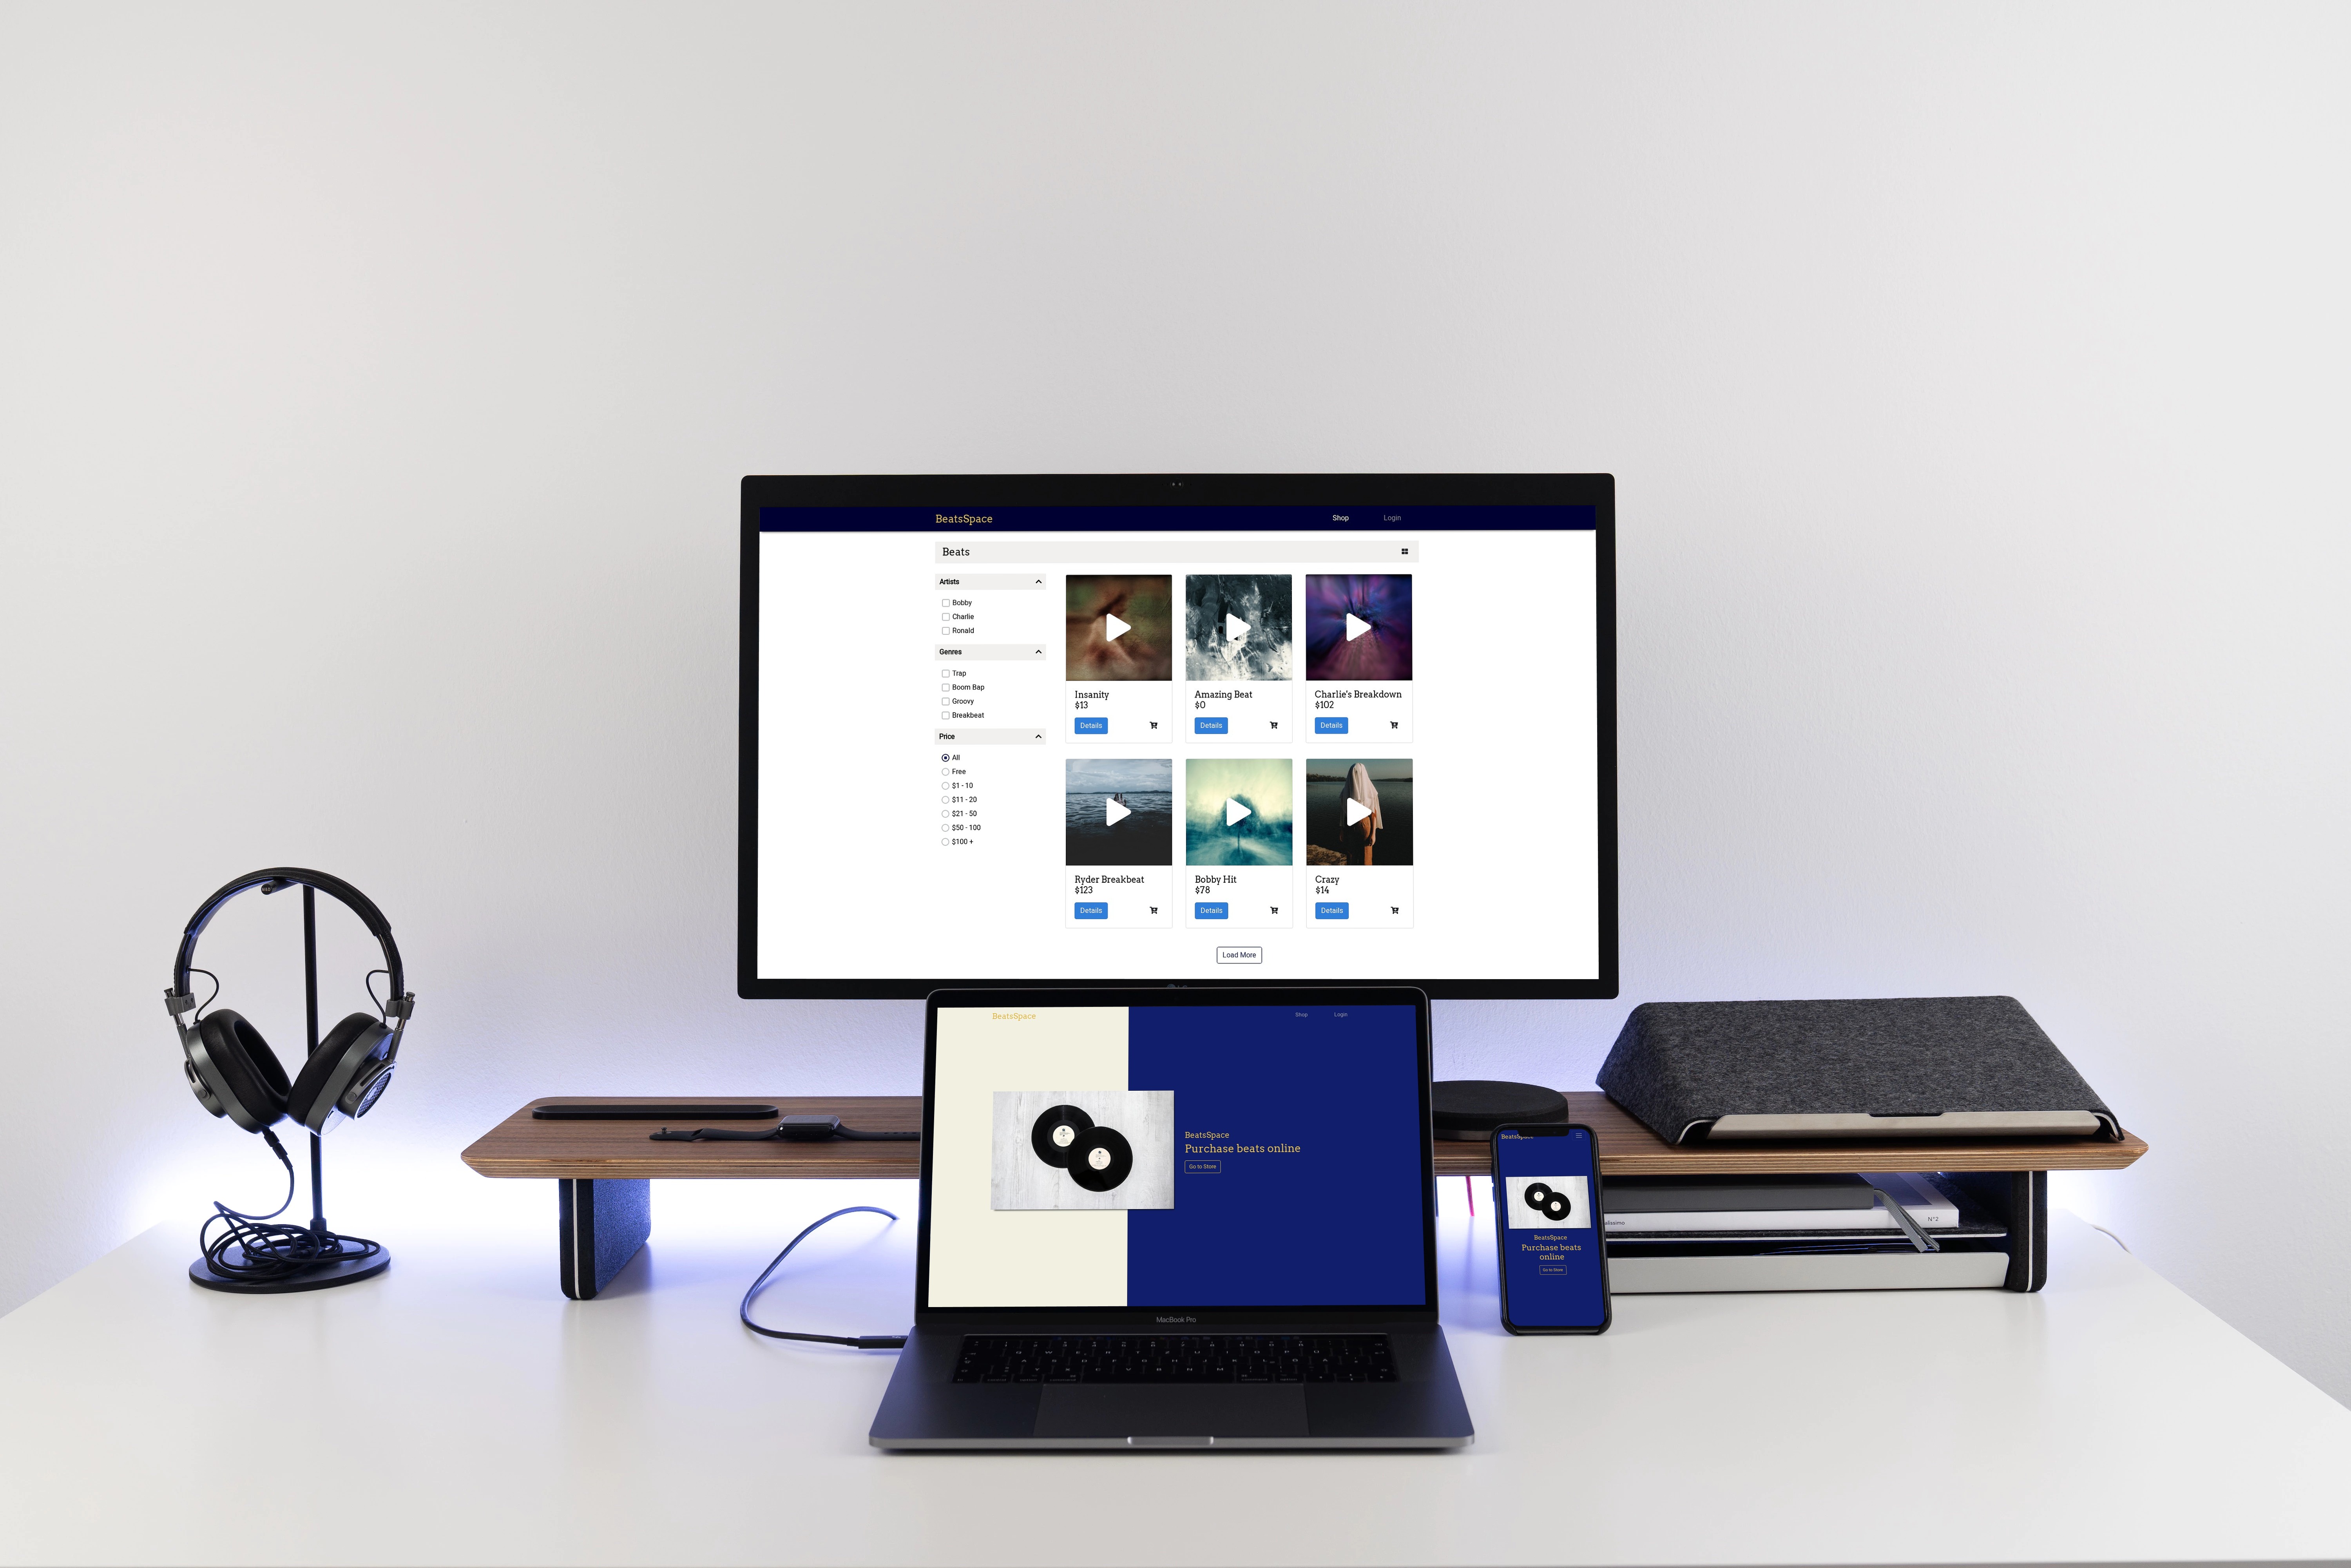 BeatsSpace
Shop
Login
Beats
Artists
Bobby
Charlie
Ronald
Genres
Trap
Boom Bap
Groovy
Breakbeat
Price
All
Free
$1 - 10
$11 - 20
$21 - 50
$50 - 100
$100 +
Insanity
$13
Details
Amazing Beat
$0
Details
Charlie's Breakdown
$102
Details
Ryder Breakbeat
$123
Details
Bobby Hit
$78
Details
Crazy
$14
Details
Load More
BeatsSpace
Shop
Login
BeatsSpace
Purchase beats online
Go to Store
MacBook Pro
BeatsSpace
BeatsSpace
Purchase beats
online
Go to Store
N°2